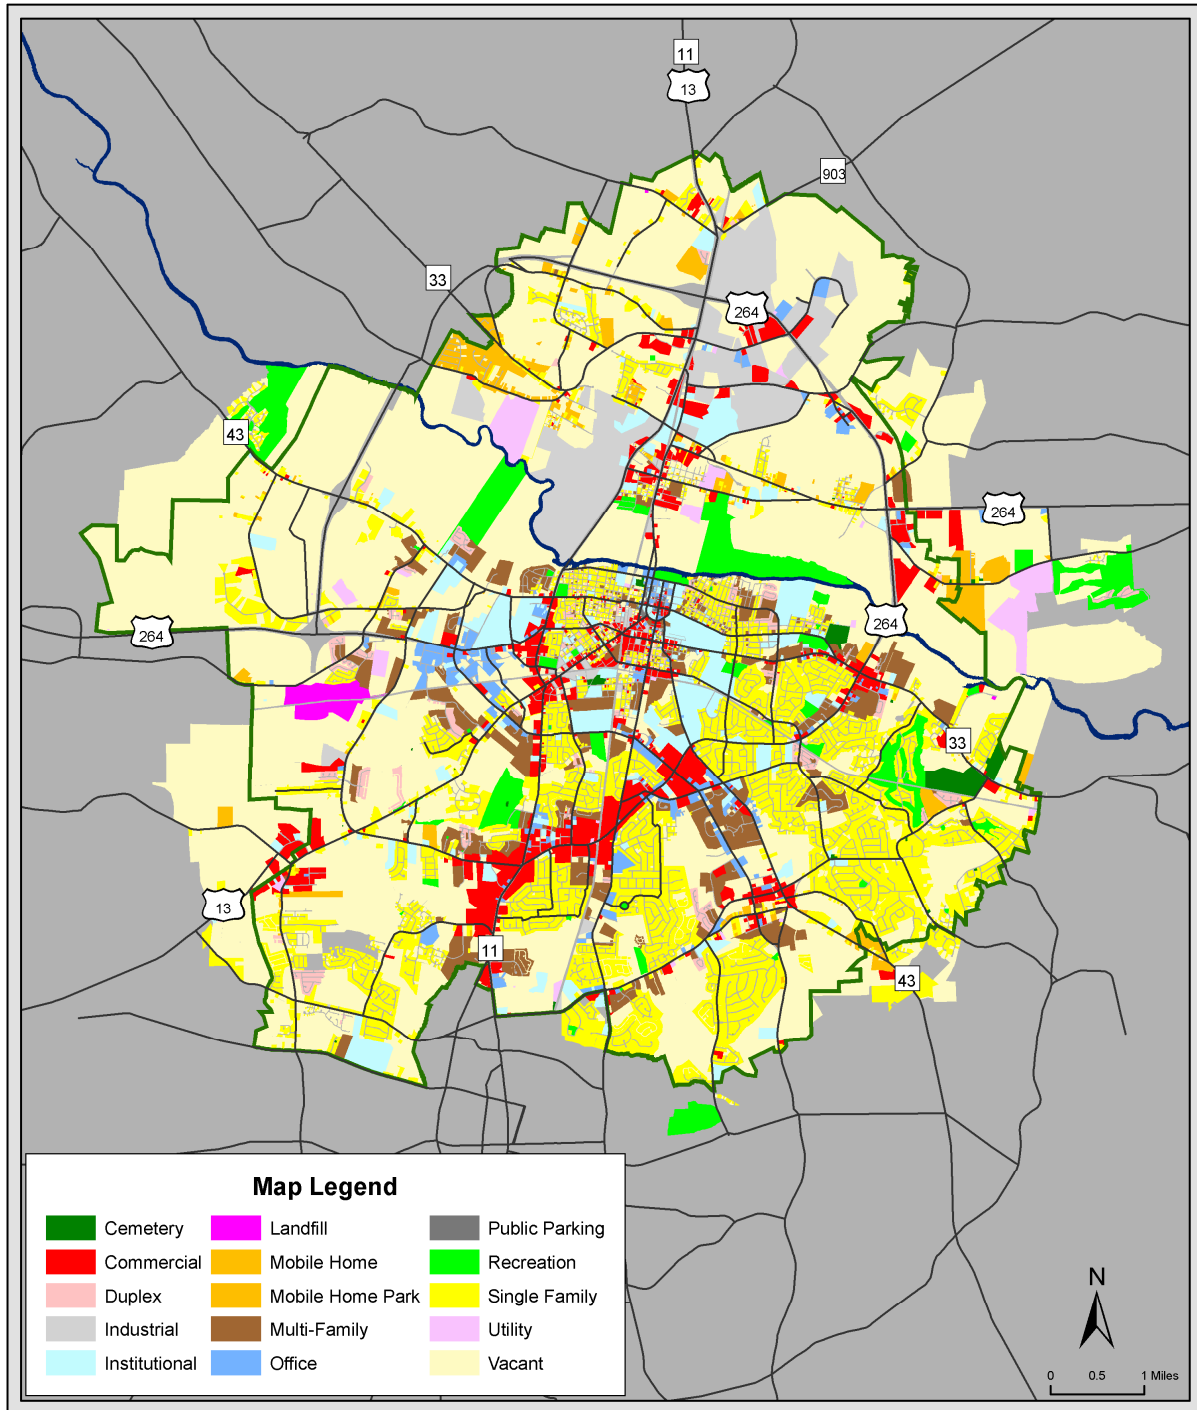 11
13
903
33
264
43
264
264
264
33
13
11
43
Map Legend
Cemetery
Landfill
Public Parking
Commercial
Mobile Home
Recreation
Duplex
Mobile Home Park
Single Family
Industrial
Multi-Family
Utility
Institutional
Office
Vacant
N
0 0.5 1 Miles